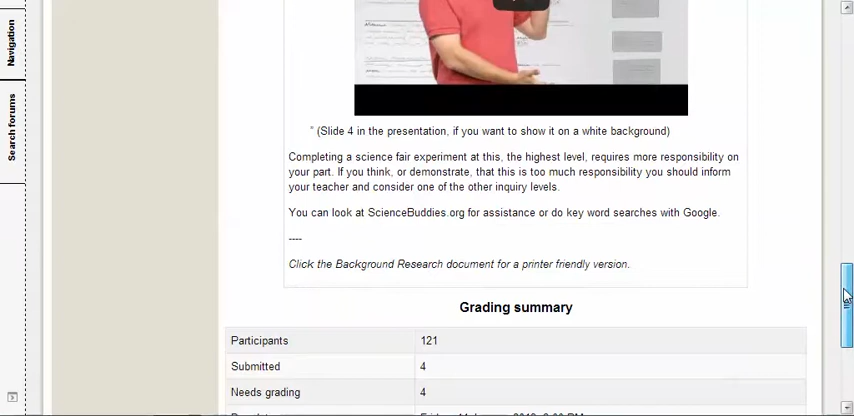 Navigation
Search forums
* (Slide 4 in the presentation, if you want to show it on a white background)
Completing a science fair experiment at this, the highest level, requires more responsibility on
your part. If you think, or demonstrate, that this is too much responsibility you should inform
your teacher and consider one of the other inquiry levels.
You can look at ScienceBuddies.org for assistance or do key word searches with Google.
----
Click the Background Research document for a printer friendly version.
Grading summary
Participants 121
Submitted 4
Needs grading 4